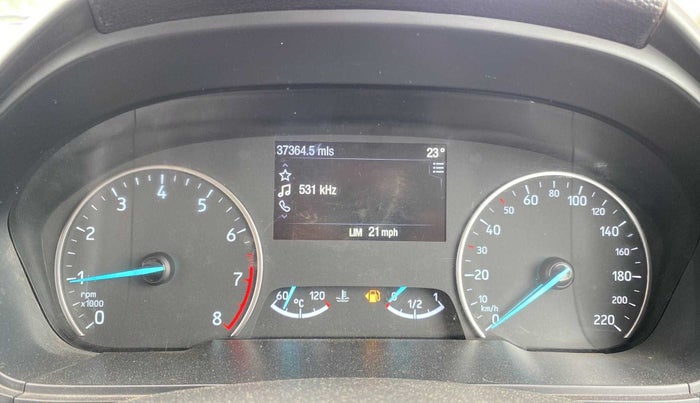 37364.5 mls 23°
531 kHz
LIM 21 mph
0 1 2 3 4 5 6 7 8
rpm
x1000
60 120
°C
0 1/2 1
0 10 20 30 40 50 60 80 100 120 140 160 180 200 220
km/h